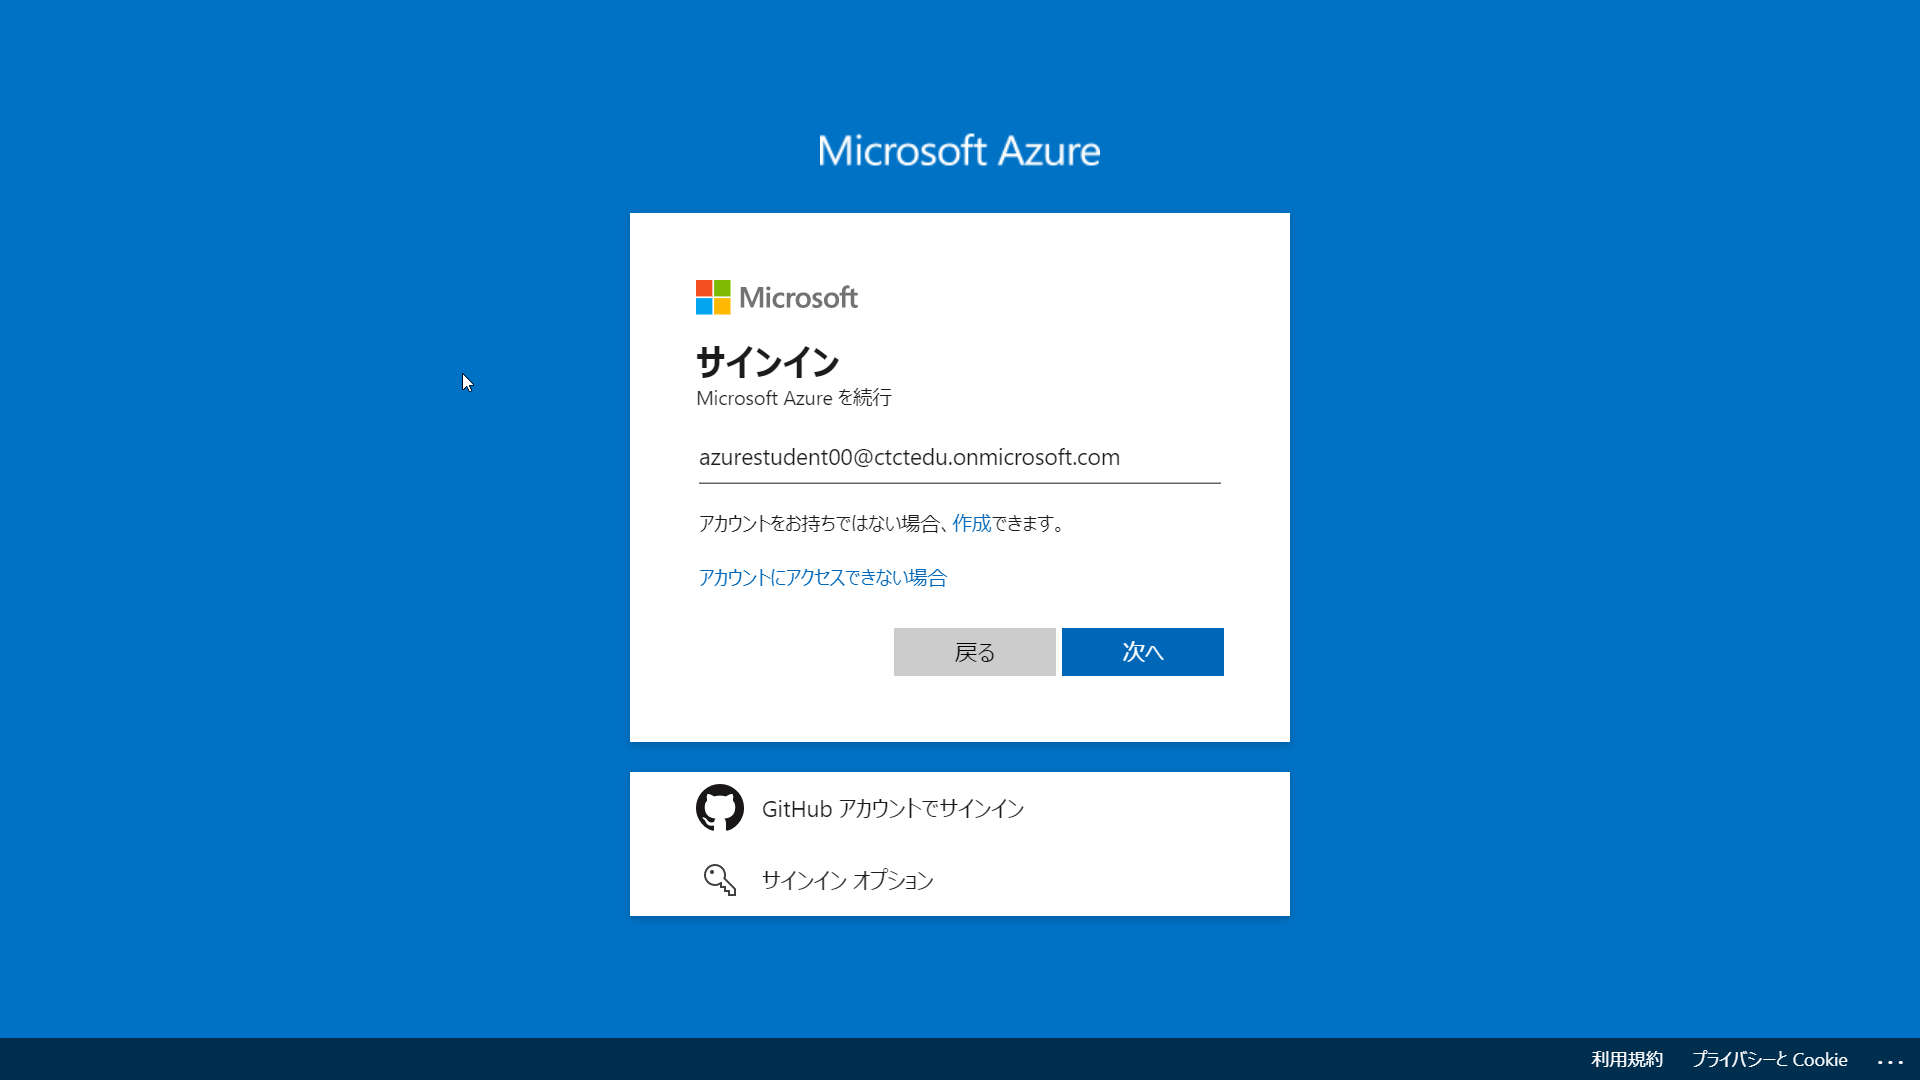 Microsoft Azure
Microsoft
サインイン
Microsoft Azure を続行
azurestudent00@ctctedu.onmicrosoft.com
アカウントをお持ちではない場合、作成できます。
アカウントにアクセスできない場合
戻る 次へ
GitHub アカウントでサインイン
サインイン オプション
利用規約 プライバシーと Cookie ...